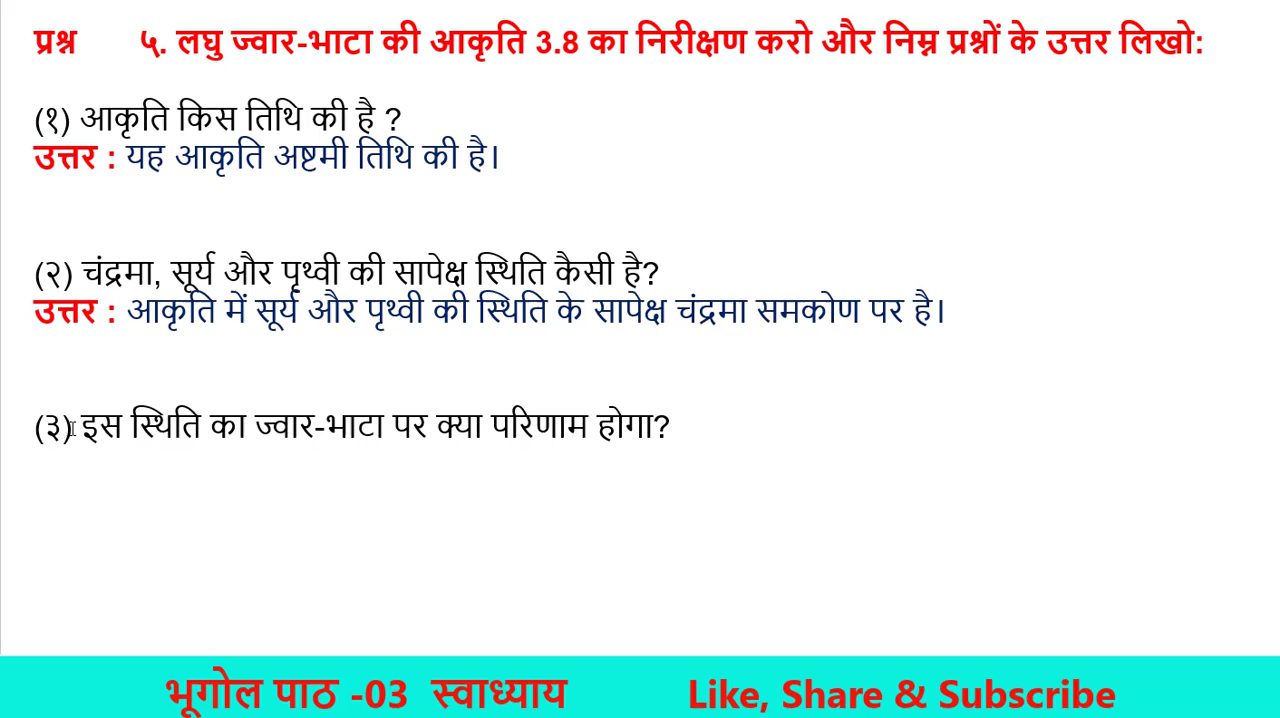 प्रश्न ५. लघु ज्वार-भाटा की आकृति 3.8 का निरीक्षण करो और निम्न प्रश्नों के उत्तर लिखो:
(१) आकृति किस तिथि की है ?
उत्तर : यह आकृति अष्टमी तिथि की है।
(२) चंद्रमा, सूर्य और पृथ्वी की सापेक्ष स्थिति कैसी है?
उत्तर : आकृति में सूर्य और पृथ्वी की स्थिति के सापेक्ष चंद्रमा समकोण पर है।
(३) इस स्थिति का ज्वार-भाटा पर क्या परिणाम होगा?
भूगोल पाठ -03 स्वाध्याय Like, Share & Subscribe